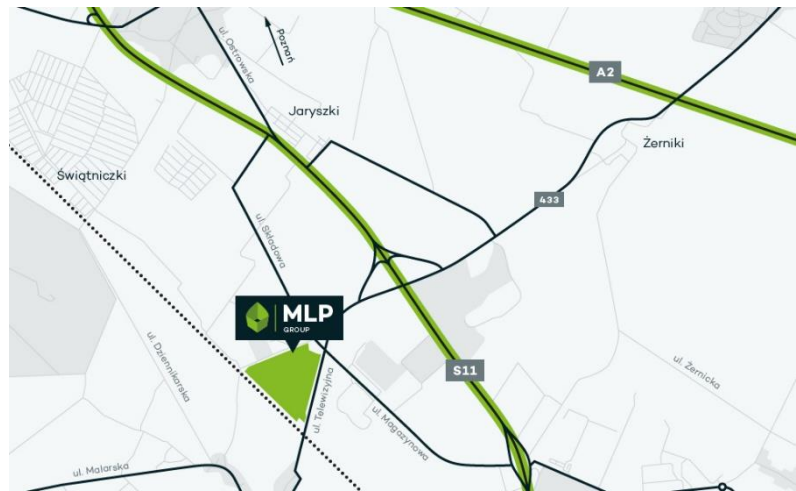 ul. Ostrowska
Poznań
A2
Jaryszki
Żerniki
Świątniczki
433
ul. Składowa
MLP
GROUP
ul. Dziennikarska
S11
ul. Żernicka
ul. Telewizyjna
ul. Magazynowa
ul. Malarska